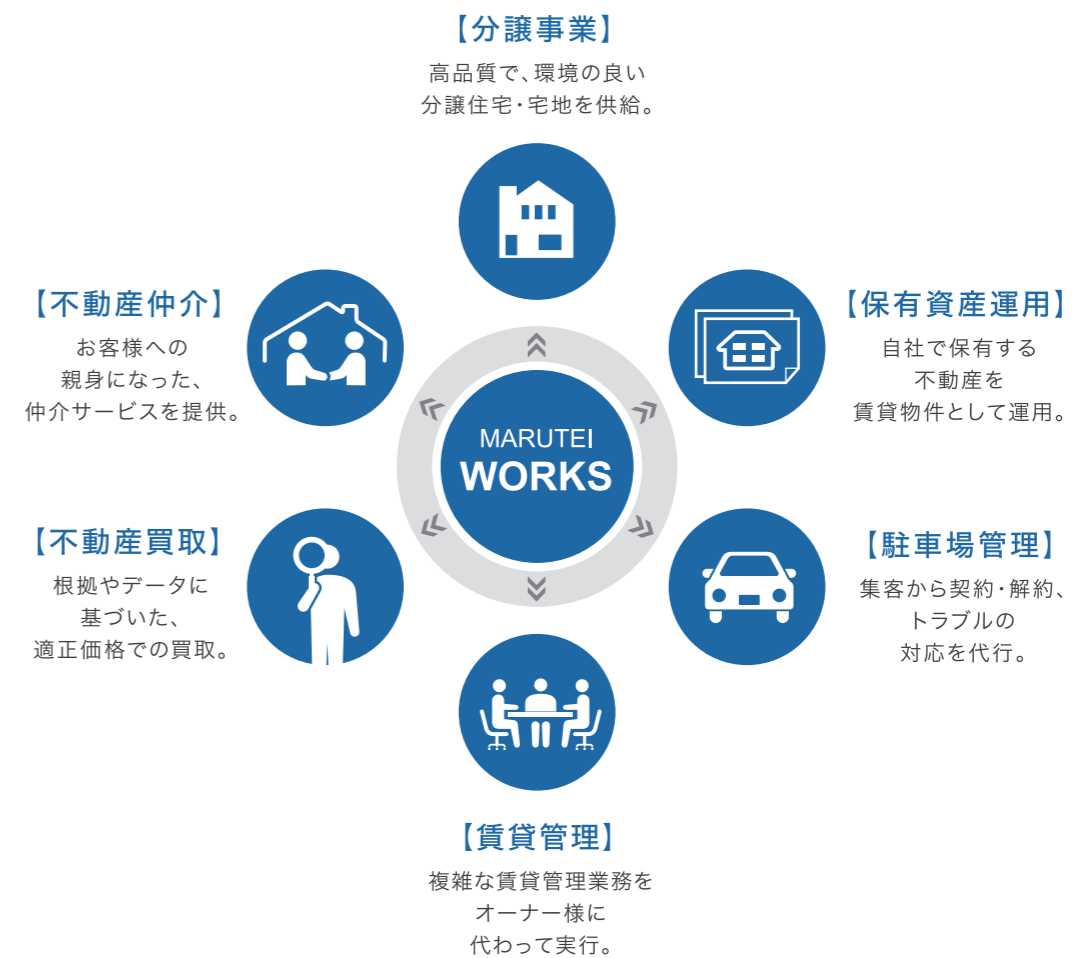 【分譲事業】
高品質で、環境の良い
分譲住宅・宅地を供給。
【不動産仲介】
お客様への
親身になった、
仲介サービスを提供。
【保有資産運用】
自社で保有する
不動産を
賃貸物件として運用。
MARUTEI
WORKS
【不動産買取】
根拠やデータに
基づいた、
適正価格での買取。
【駐車場管理】
集客から契約・解約、
トラブルの
対応を代行。
【賃貸管理】
複雑な賃貸管理業務を
オーナー様に
代わって実行。